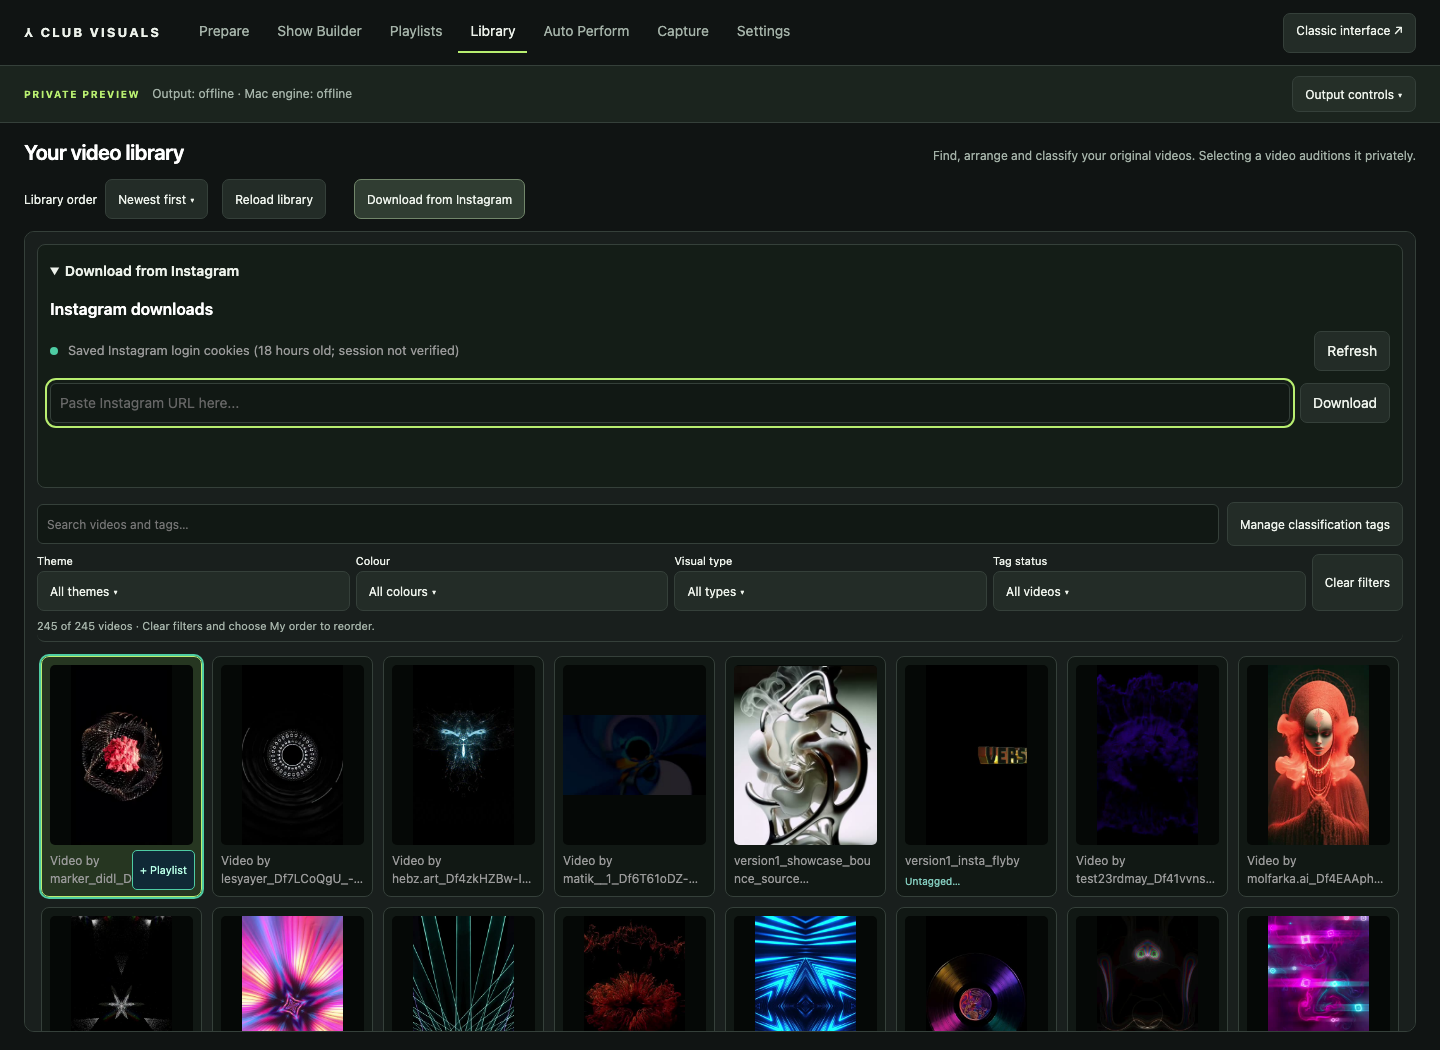 ⅄ CLUB VISUALS
Prepare
Show Builder
Playlists
Library
Auto Perform
Capture
Settings
Classic interface ↗
PRIVATE PREVIEW
Output: offline · Mac engine: offline
Output controls ▾
Your video library
Find, arrange and classify your original videos. Selecting a video auditions it privately.
Library order
Newest first ▾
Reload library
Download from Instagram
▼ Download from Instagram
Instagram downloads
Saved Instagram login cookies (18 hours old; session not verified)
Refresh
Paste Instagram URL here...
Download
Search videos and tags...
Manage classification tags
Theme
Colour
Visual type
Tag status
All themes ▾
All colours ▾
All types ▾
All videos ▾
Clear filters
245 of 245 videos · Clear filters and choose My order to reorder.
VERS
Video by
marker_didl_D
+ Playlist
Video by
lesyayer_Df7LCoQgU_-...
Video by
hebz.art_Df4zkHZBw-I...
Video by
matik__1_Df6T61oDZ-...
version1_showcase_bou
nce_source...
version1_insta_flyby
Untagged...
Video by
test23rdmay_Df41vvns...
Video by
molfarka.ai_Df4EAAph...